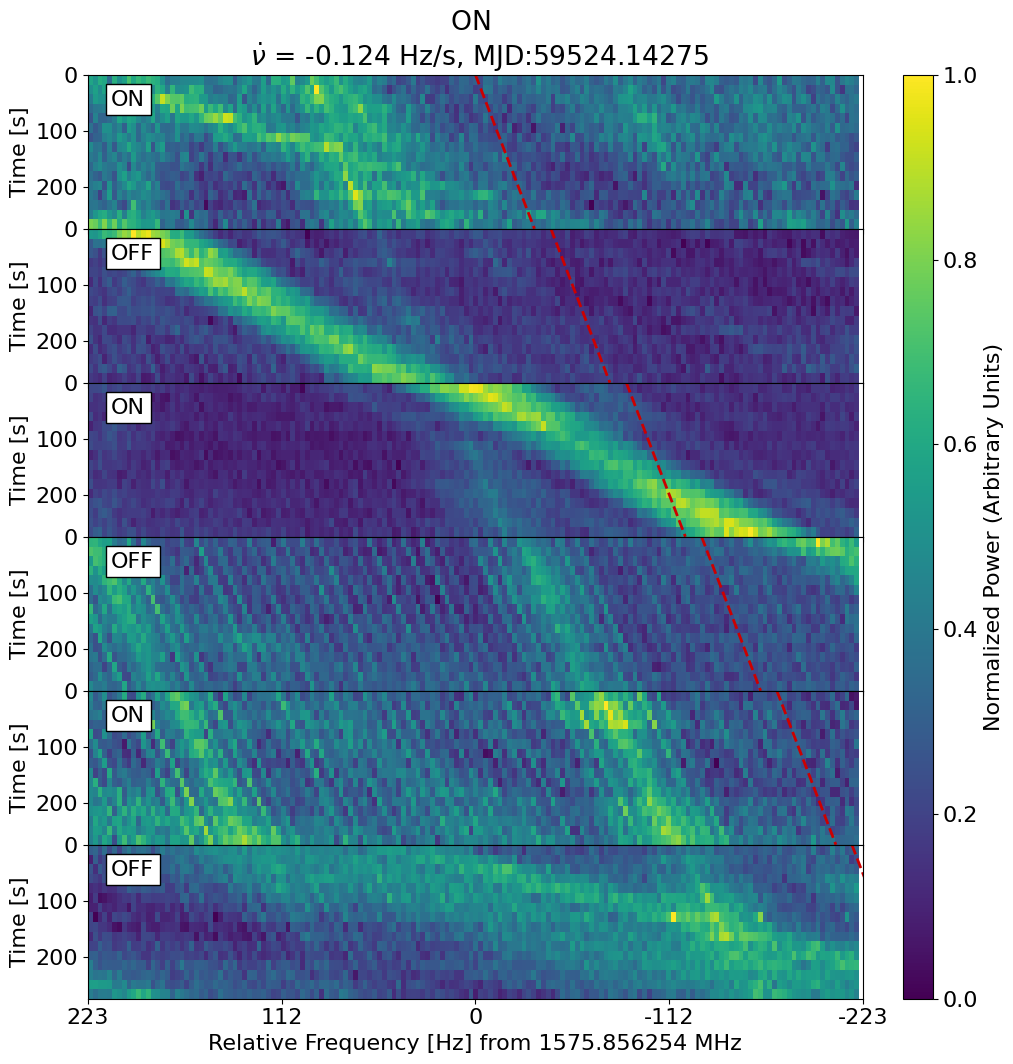 ON
ν̇ = -0.124 Hz/s, MJD:59524.14275
0
100
200
Time [s]
ON
0
100
200
Time [s]
OFF
0
100
200
Time [s]
ON
0
100
200
Time [s]
OFF
0
100
200
Time [s]
ON
0
100
200
Time [s]
OFF
223
112
0
-112
-223
Relative Frequency [Hz] from 1575.856254 MHz
1.0
0.8
0.6
0.4
0.2
0.0
Normalized Power (Arbitrary Units)